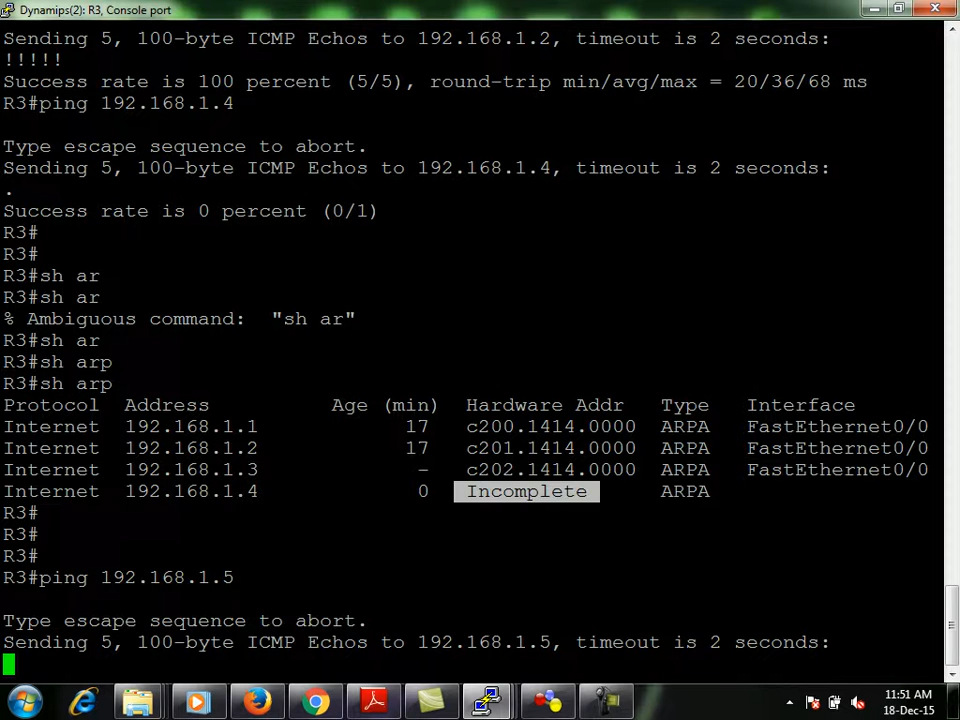 Dynamips(2): R3, Console port
Sending 5, 100-byte ICMP Echos to 192.168.1.2, timeout is 2 seconds:
!!!!!
Success rate is 100 percent (5/5), round-trip min/avg/max = 20/36/68 ms
R3#ping 192.168.1.4
Type escape sequence to abort.
Sending 5, 100-byte ICMP Echos to 192.168.1.4, timeout is 2 seconds:
.
Success rate is 0 percent (0/1)
R3#
R3#
R3#sh ar
R3#sh ar
% Ambiguous command:  "sh ar"
R3#sh ar
R3#sh arp
R3#sh arp
Protocol  Address          Age (min)  Hardware Addr   Type   Interface
Internet  192.168.1.1            17   c200.1414.0000  ARPA   FastEthernet0/0
Internet  192.168.1.2            17   c201.1414.0000  ARPA   FastEthernet0/0
Internet  192.168.1.3             -   c202.1414.0000  ARPA   FastEthernet0/0
Internet  192.168.1.4             0   Incomplete      ARPA
R3#
R3#
R3#
R3#ping 192.168.1.5
Type escape sequence to abort.
Sending 5, 100-byte ICMP Echos to 192.168.1.5, timeout is 2 seconds:
11:51 AM
18-Dec-15